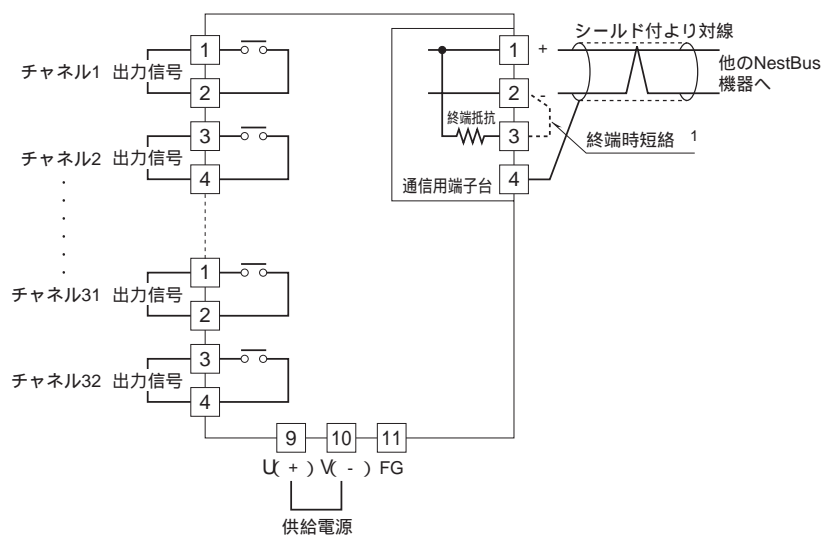 チャネル1 出力信号
1
2
チャネル2 出力信号
3
4
チャネル31 出力信号
1
2
チャネル32 出力信号
3
4
シールド付より対線
1 +
2 -
終端抵抗
3
終端時短絡 1
通信用端子台 4
他のNestBus
機器へ
9 10 11
U( + ) V( - ) FG
供給電源